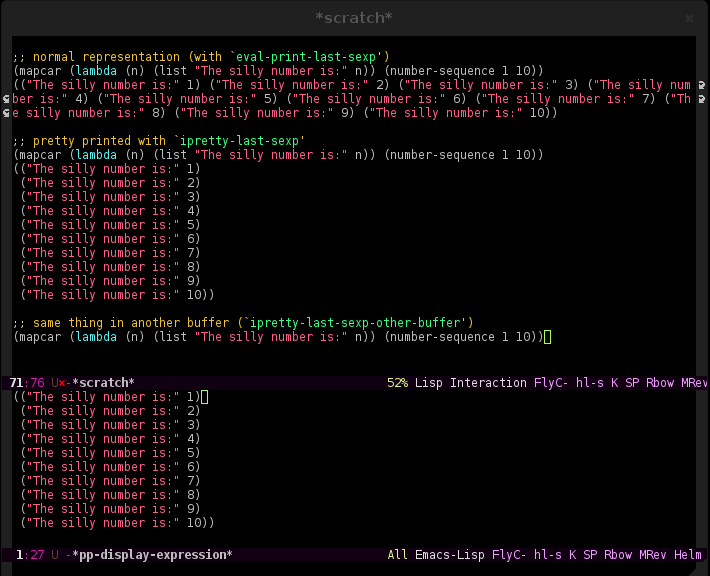 *scratch*
;; normal representation (with `eval-print-last-sexp')
(mapcar (lambda (n) (list "The silly number is:" n)) (number-sequence 1 10))
(("The silly number is:" 1) ("The silly number is:" 2) ("The silly number is:" 3) ("The silly num
ber is:" 4) ("The silly number is:" 5) ("The silly number is:" 6) ("The silly number is:" 7) ("Th
e silly number is:" 8) ("The silly number is:" 9) ("The silly number is:" 10))
;; pretty printed with `ipretty-last-sexp'
(mapcar (lambda (n) (list "The silly number is:" n)) (number-sequence 1 10))
(("The silly number is:" 1)
("The silly number is:" 2)
("The silly number is:" 3)
("The silly number is:" 4)
("The silly number is:" 5)
("The silly number is:" 6)
("The silly number is:" 7)
("The silly number is:" 8)
("The silly number is:" 9)
("The silly number is:" 10))
;; same thing in another buffer (`ipretty-last-sexp-other-buffer')
(mapcar (lambda (n) (list "The silly number is:" n)) (number-sequence 1 10))
71:76 U×-*scratch* 52% Lisp Interaction FlyC- hl-s K SP Rbow MRev
(("The silly number is:" 1)
("The silly number is:" 2)
("The silly number is:" 3)
("The silly number is:" 4)
("The silly number is:" 5)
("The silly number is:" 6)
("The silly number is:" 7)
("The silly number is:" 8)
("The silly number is:" 9)
("The silly number is:" 10))
1:27 U -*pp-display-expression* All Emacs-Lisp FlyC- hl-s K SP Rbow MRev Helm